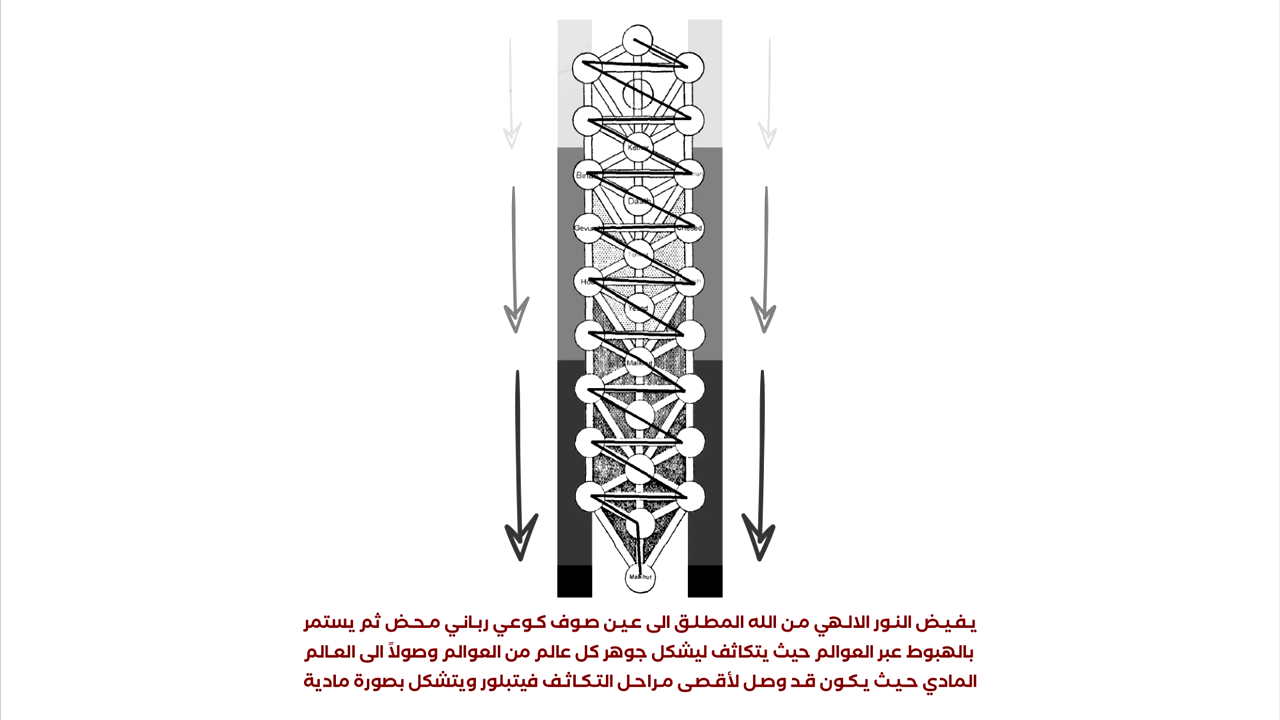 Daat
Malkhut
يفيض النور الالهي من الله المطلق الى عين صوف كوعي رباني محض ثم يستمر
بالهبوط عبر العوالم حيث يتكاثف ليشكل جوهر كل عالم من العوالم وصولاً الى العالم
المادي حيث يكون قد وصل لأقصى مراحل التكاثف فيتبلور ويتشكل بصورة مادية